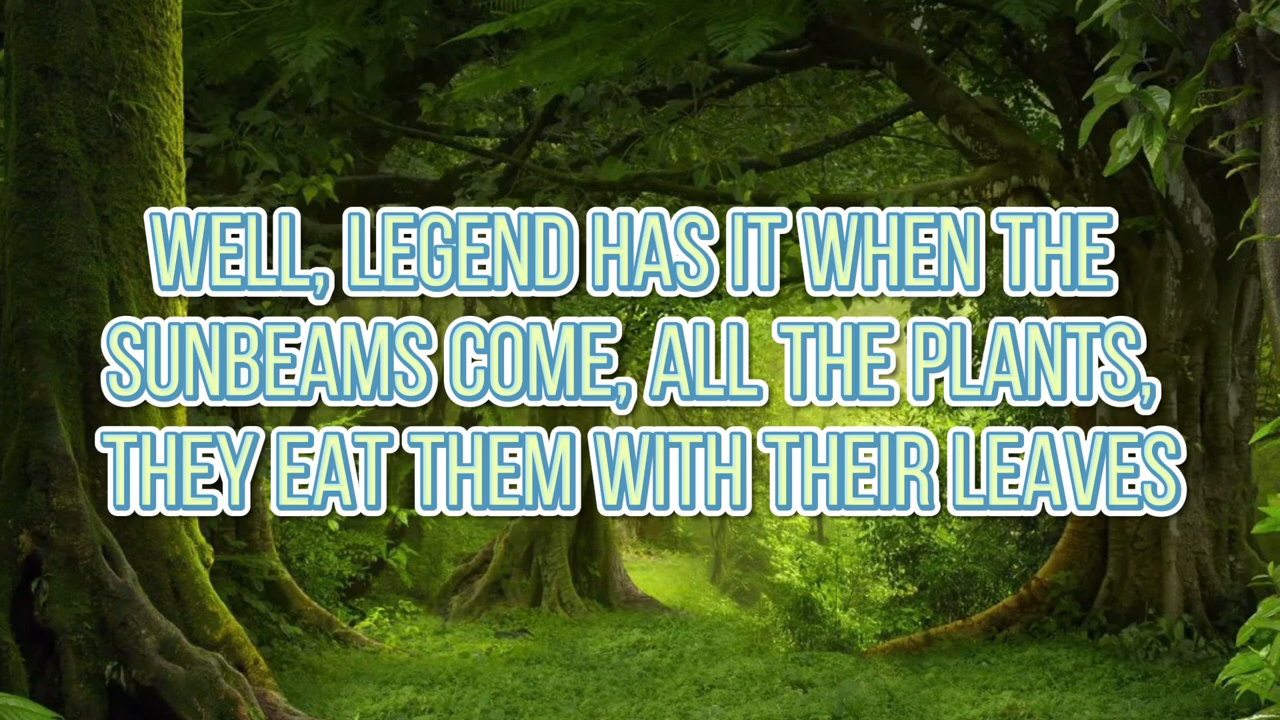 WELL, LEGEND HAS IT WHEN THE
SUNBEAMS COME, ALL THE PLANTS,
THEY EAT THEM WITH THEIR LEAVES